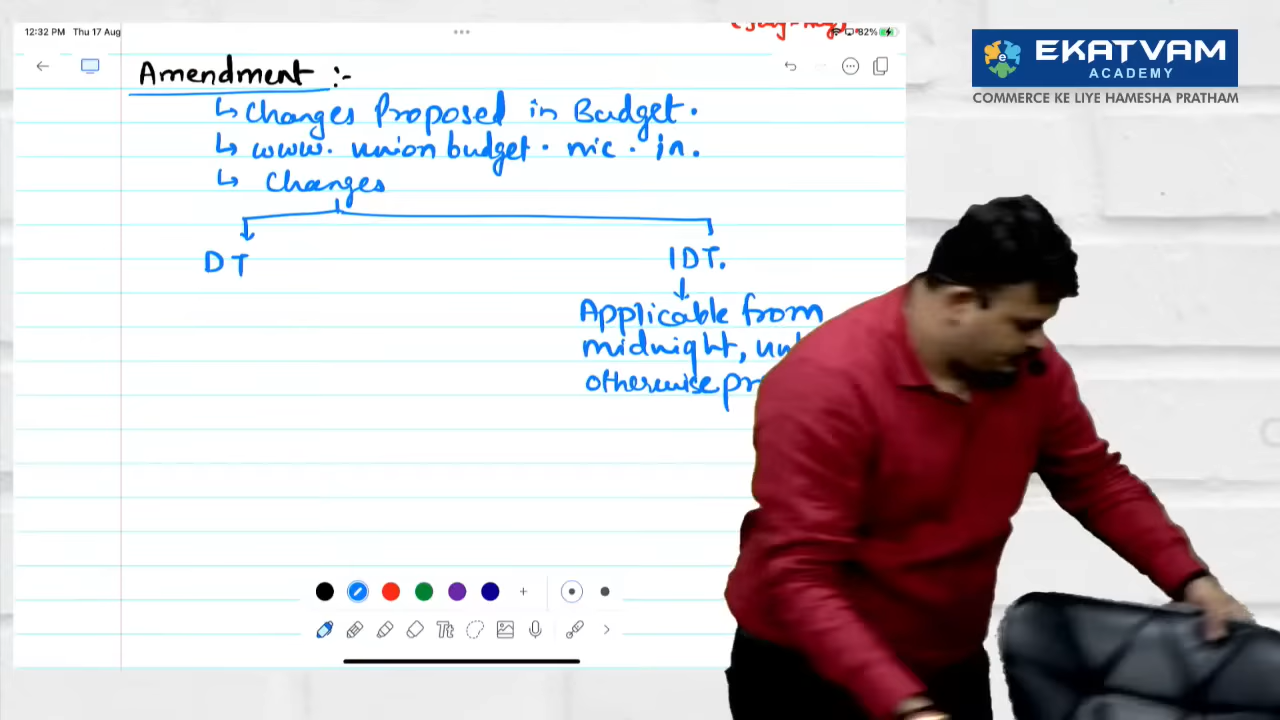 12:32 PM Thu 17 Aug
82%
EKATVAM
ACADEMY
COMMERCE KE LIYE HAMESHA PRATHAM
Amendment :-
↳ Changes Proposed in Budget.
↳ www. union budget. nic. in.
↳ Changes
DT
IDT.
Applicable from
midnight,
otherwise
Tt